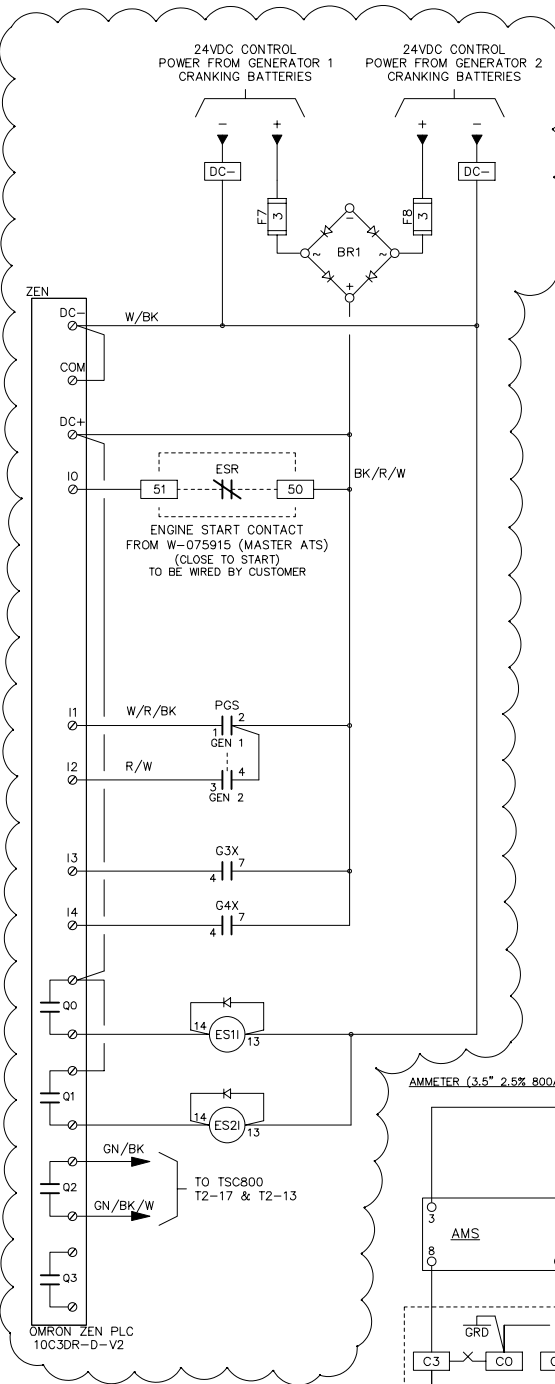 24VDC CONTROL
POWER FROM GENERATOR 1
CRANKING BATTERIES
24VDC CONTROL
POWER FROM GENERATOR 2
CRANKING BATTERIES
- +
+ -
DC-
F7 3
F8 3
DC-
-
~ BR1 ~
+
ZEN
DC-
W/BK
COM
DC+
I0
51
ESR
50
BK/R/W
ENGINE START CONTACT
FROM W-075915 (MASTER ATS)
(CLOSE TO START)
TO BE WIRED BY CUSTOMER
I1
W/R/BK
PGS
1 2
GEN 1
I2
R/W
3 4
GEN 2
I3
G3X
4 7
I4
G4X
4 7
Q0
14 ES1I 13
Q1
14 ES2I 13
Q2
GN/BK
GN/BK/W
TO TSC800
T2-17 & T2-13
Q3
OMRON ZEN PLC
10C3DR-D-V2
AMMETER (3.5" 2.5% 800
3
AMS
8
GRD
C3
C0